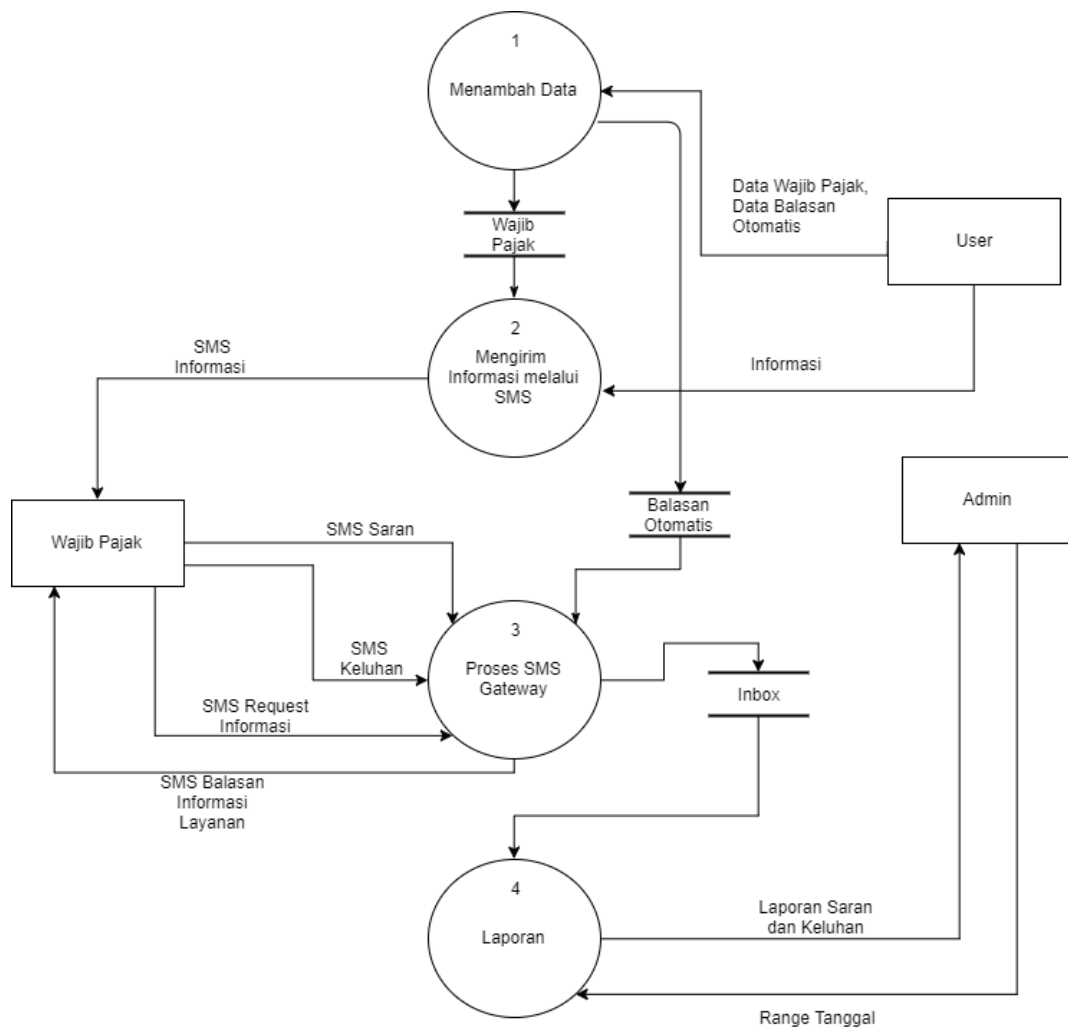 1
Menambah Data
Data Wajib Pajak,
Data Balasan
Otomatis
User
Wajib
Pajak
2
Mengirim
Informasi melalui
SMS
SMS
Informasi
Informasi
Admin
Balasan
Otomatis
Wajib Pajak
SMS Saran
3
Proses SMS
Gateway
SMS
Keluhan
Inbox
SMS Request
Informasi
SMS Balasan
Informasi
Layanan
4
Laporan
Laporan Saran
dan Keluhan
Range Tanggal